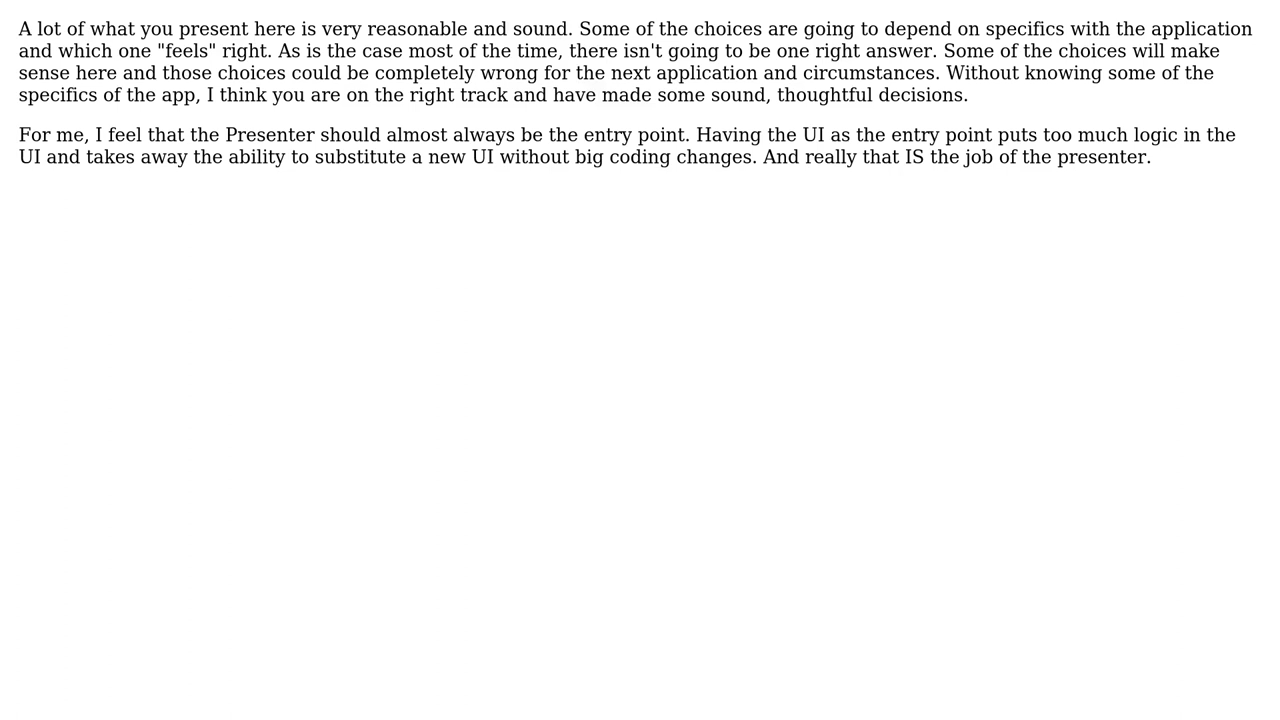 A lot of what you present here is very reasonable and sound. Some of the choices are going to depend on specifics with the application
and which one "feels" right. As is the case most of the time, there isn't going to be one right answer. Some of the choices will make
sense here and those choices could be completely wrong for the next application and circumstances. Without knowing some of the
specifics of the app, I think you are on the right track and have made some sound, thoughtful decisions.
For me, I feel that the Presenter should almost always be the entry point. Having the UI as the entry point puts too much logic in the
UI and takes away the ability to substitute a new UI without big coding changes. And really that IS the job of the presenter.